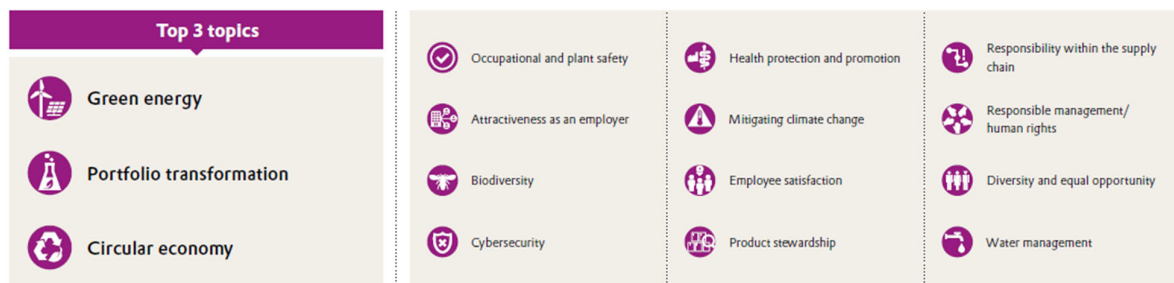 Top 3 topics
Green energy
Portfolio transformation
Circular economy
Occupational and plant safety
Attractiveness as an employer
Biodiversity
Cybersecurity
Health protection and promotion
Mitigating climate change
Employee satisfaction
Product stewardship
Responsibility within the supply
chain
Responsible management/
human rights
Diversity and equal opportunity
Water management